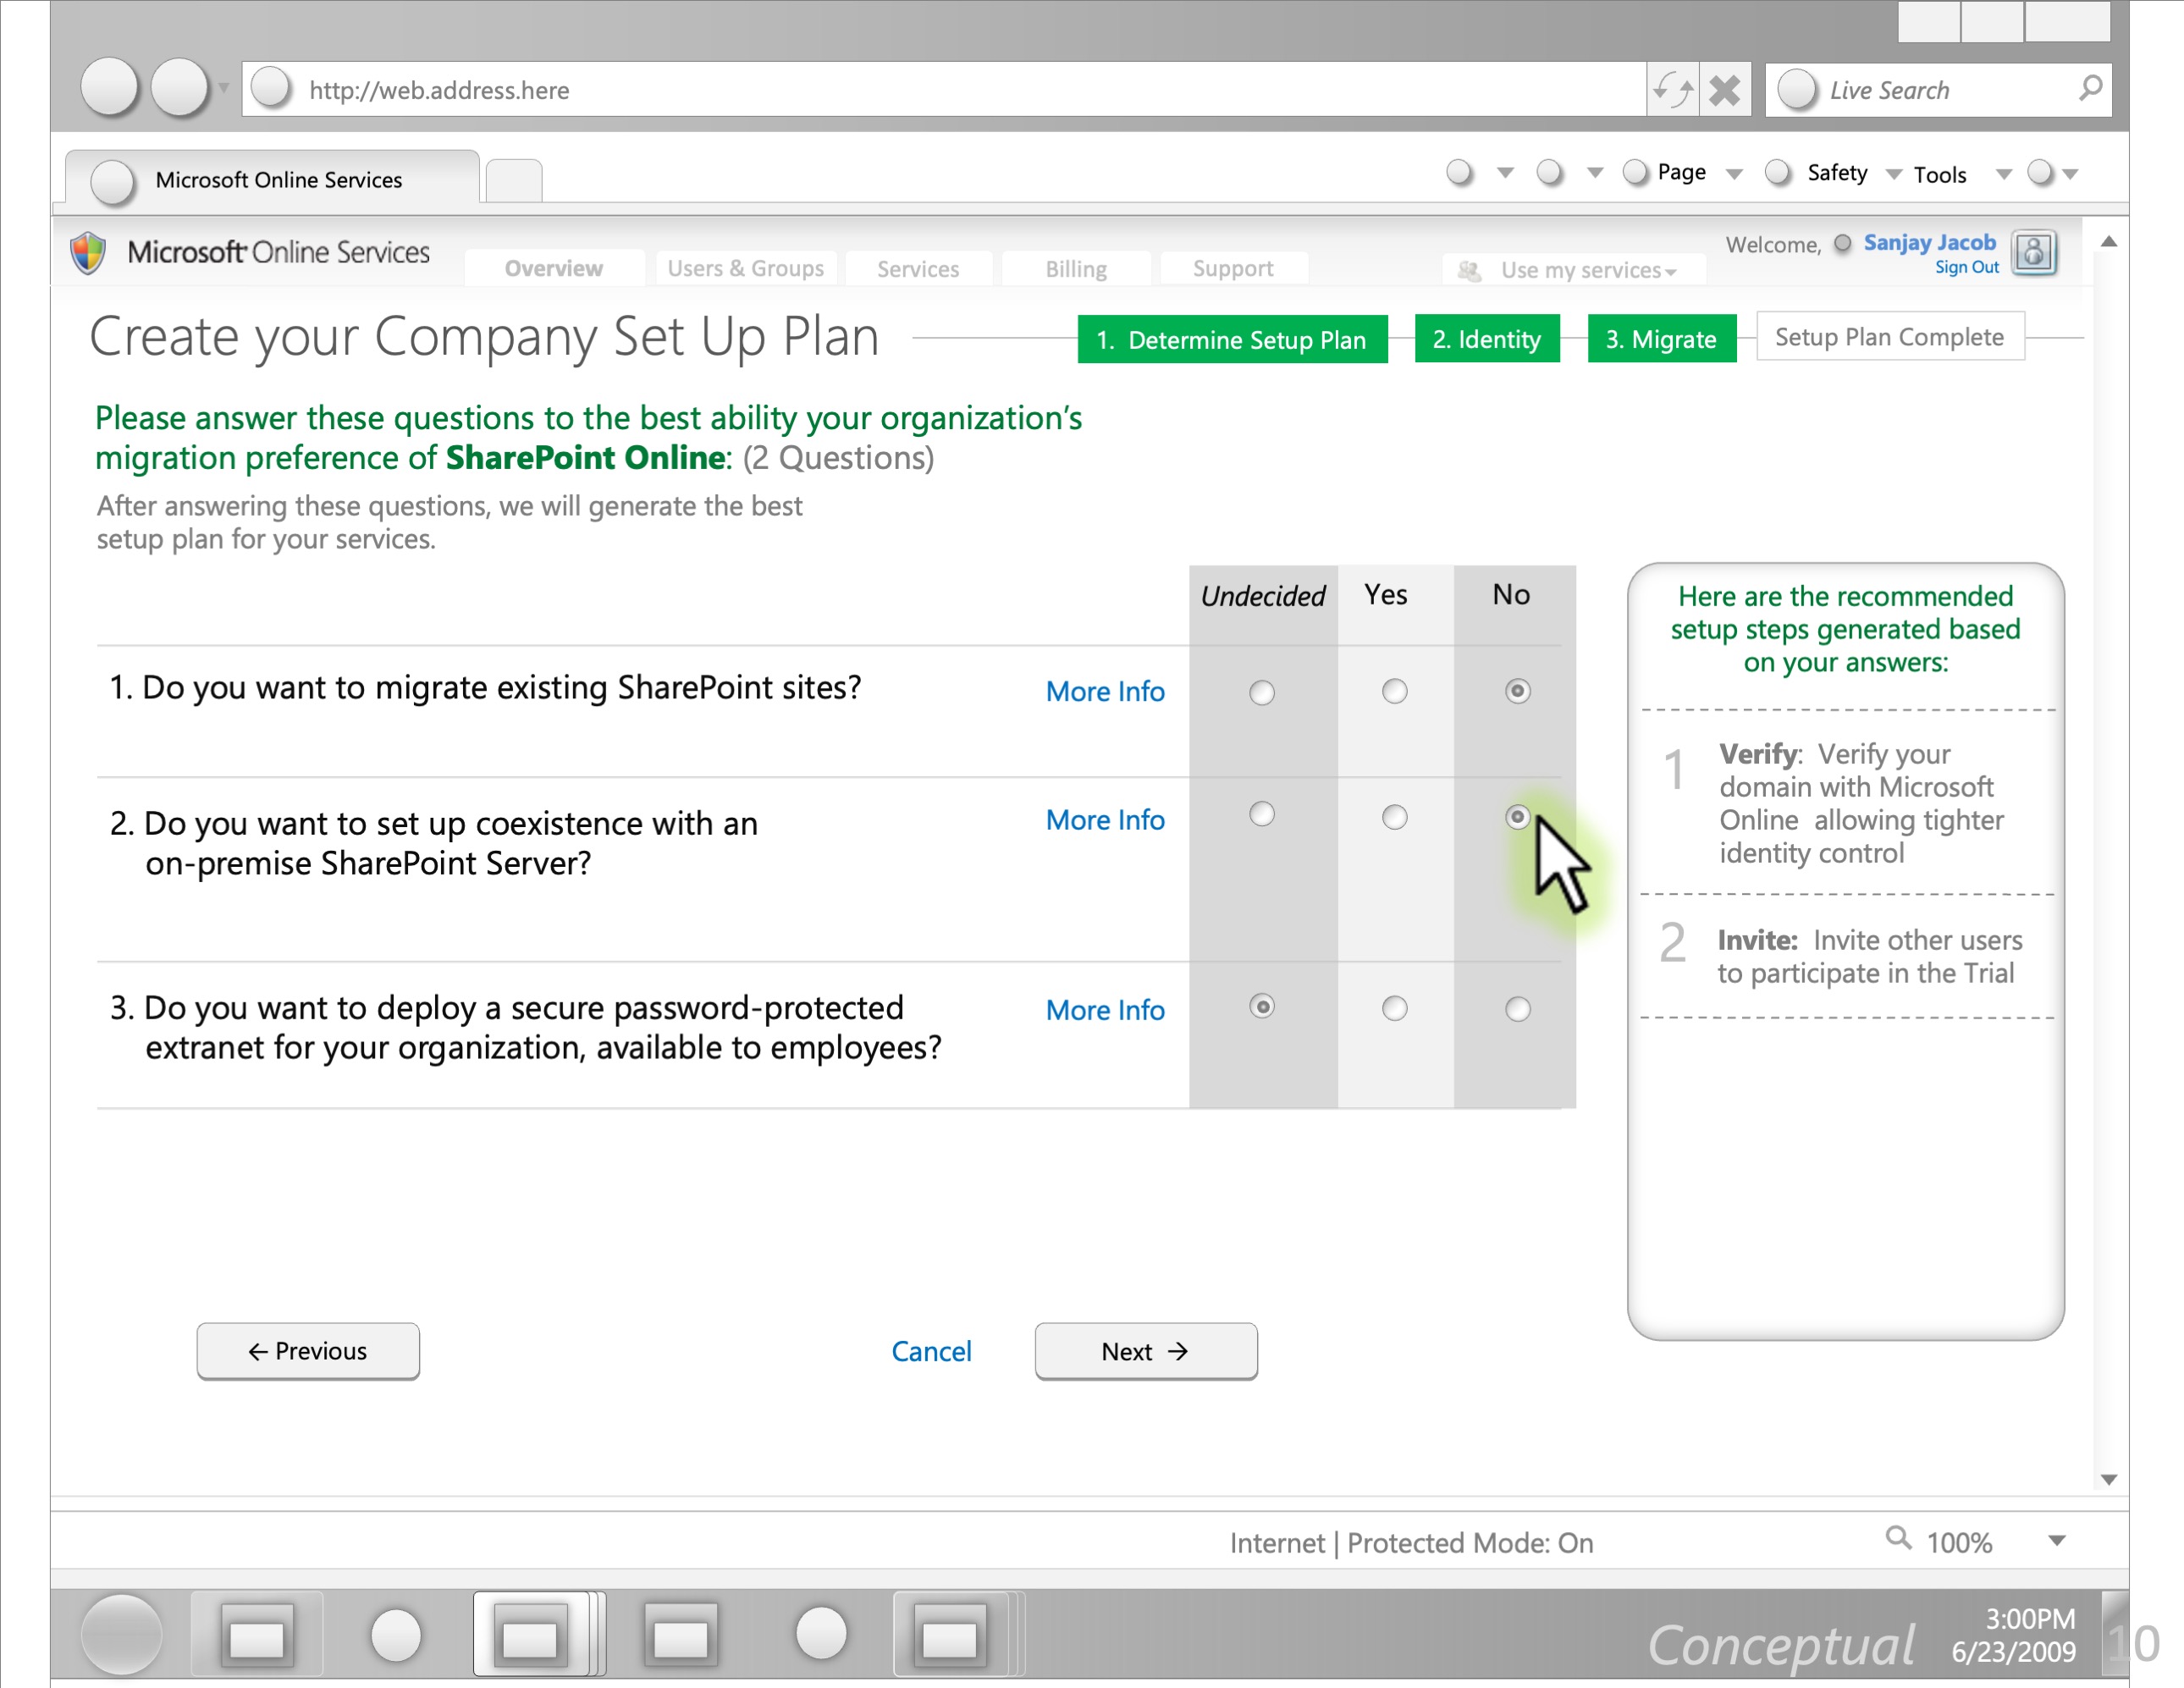 http://web.address.here
Live Search
Microsoft Online Services
Page
Safety
Tools
Microsoft Online Services
Overview
Users & Groups
Services
Billing
Support
Use my services
Welcome,
Sanjay Jacob
Sign Out
Create your Company Set Up Plan
1. Determine Setup Plan
2. Identity
3. Migrate
Setup Plan Complete
Please answer these questions to the best ability your organization's
migration preference of SharePoint Online: (2 Questions)
After answering these questions, we will generate the best
setup plan for your services.
Undecided
Yes
No
1. Do you want to migrate existing SharePoint sites?
More Info
2. Do you want to set up coexistence with an
on-premise SharePoint Server?
More Info
3. Do you want to deploy a secure password-protected
extranet for your organization, available to employees?
More Info
Here are the recommended
setup steps generated based
on your answers:
1
Verify: Verify your
domain with Microsoft
Online allowing tighter
identity control
2
Invite: Invite other users
to participate in the Trial
← Previous
Cancel
Next →
Internet | Protected Mode: On
100%
Conceptual
3:00PM
6/23/2009
10